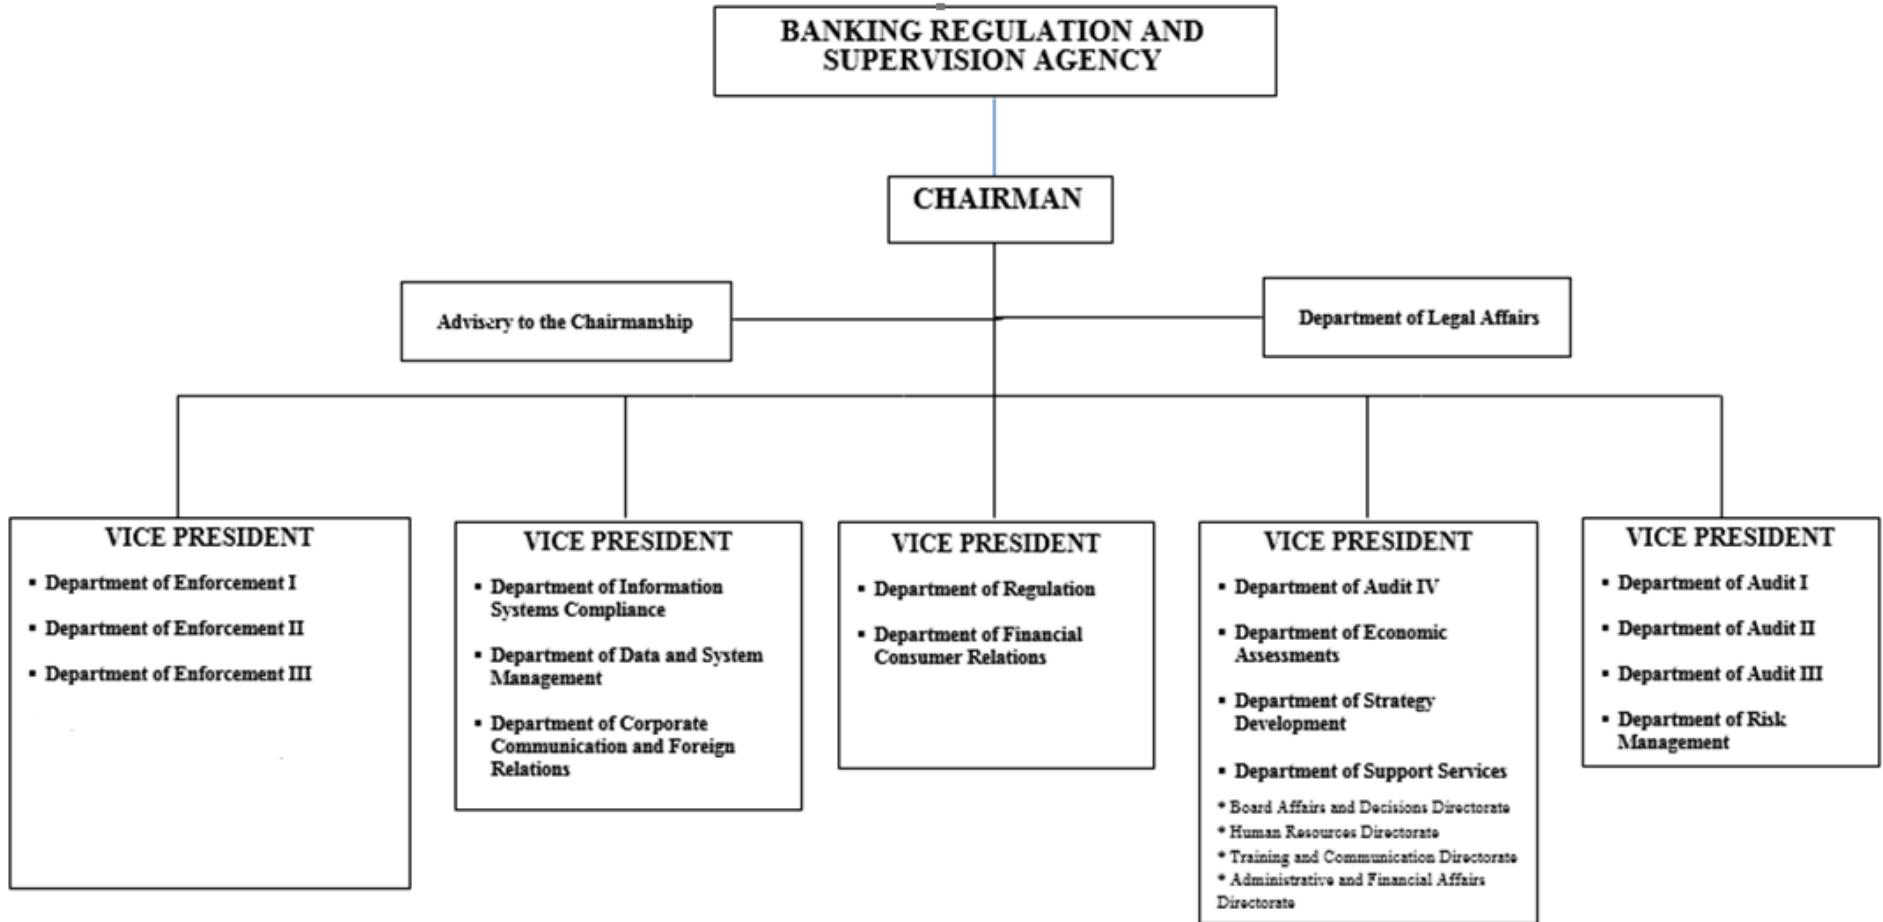 BANKING REGULATION AND
SUPERVISION AGENCY
CHAIRMAN
Advisery to the Chairmanship
Department of Legal Affairs
VICE PRESIDENT
▪ Department of Enforcement I
▪ Department of Enforcement II
▪ Department of Enforcement III
VICE PRESIDENT
▪ Department of Information
Systems Compliance
▪ Department of Data and System
Management
▪ Department of Corporate
Communication and Foreign
Relations
VICE PRESIDENT
▪ Department of Regulation
▪ Department of Financial
Consumer Relations
VICE PRESIDENT
▪ Department of Audit IV
▪ Department of Economic
Assessments
▪ Department of Strategy
Development
▪ Department of Support Services
* Board Affairs and Decisions Directorate
* Human Resources Directorate
* Training and Communication Directorate
* Administrative and Financial Affairs
Directorate
VICE PRESIDENT
▪ Department of Audit I
▪ Department of Audit II
▪ Department of Audit III
▪ Department of Risk
Management